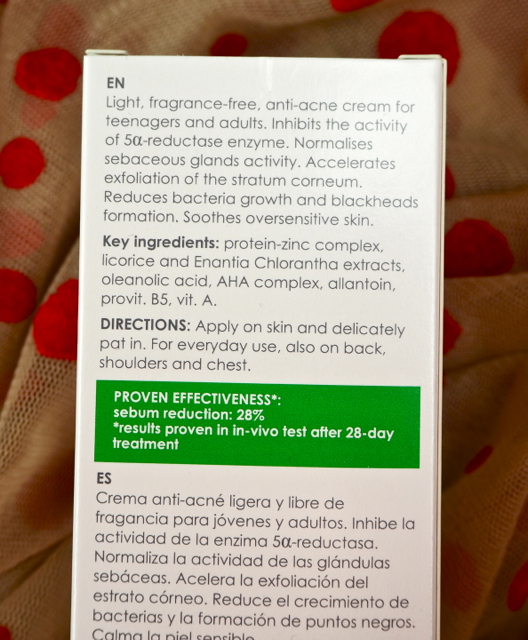 EN
Light, fragrance-free, anti-acne cream for
teenagers and adults. Inhibits the activity
of 5α-reductase enzyme. Normalises
sebaceous glands activity. Accelerates
exfoliation of the stratum corneum.
Reduces bacteria growth and blackheads
formation. Soothes oversensitive skin.
Key ingredients: protein-zinc complex,
licorice and Enantia Chlorantha extracts,
oleanolic acid, AHA complex, allantoin,
provit. B5, vit. A.
DIRECTIONS: Apply on skin and delicately
pat in. For everyday use, also on back,
shoulders and chest.
PROVEN EFFECTIVENESS*:
sebum reduction: 28%
*results proven in in-vivo test after 28-day
treatment
ES
Crema anti-acné ligera y libre de
fragancia para jóvenes y adultos. Inhibe la
actividad de la enzima 5α-reductasa.
Normaliza la actividad de las glándulas
sebáceas. Acelera la exfoliación del
estrato córneo. Reduce el crecimiento de
bacterias y la formación de puntos negros.
Calma la piel sensible.